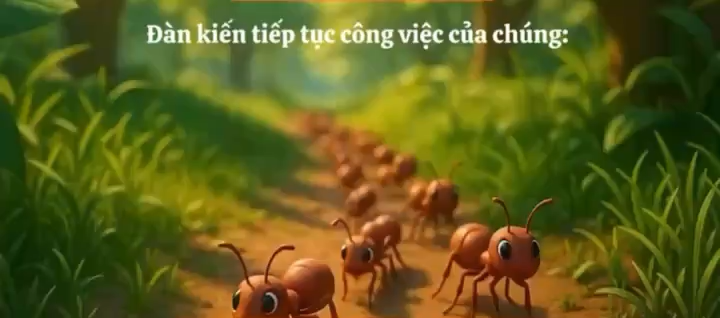 Đàn kiến tiếp tục công việc của chúng: